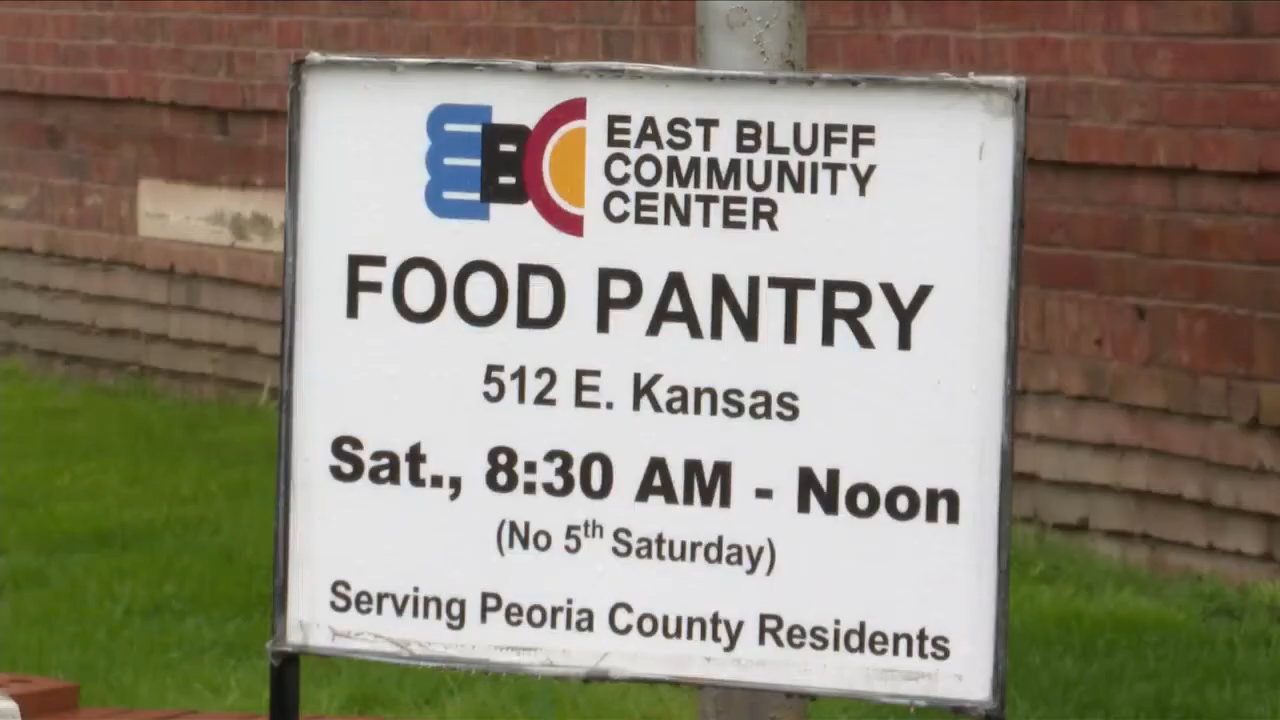 EBC
EAST BLUFF
COMMUNITY
CENTER
FOOD PANTRY
512 E. Kansas
Sat., 8:30 AM - Noon
(No 5th Saturday)
Serving Peoria County Residents